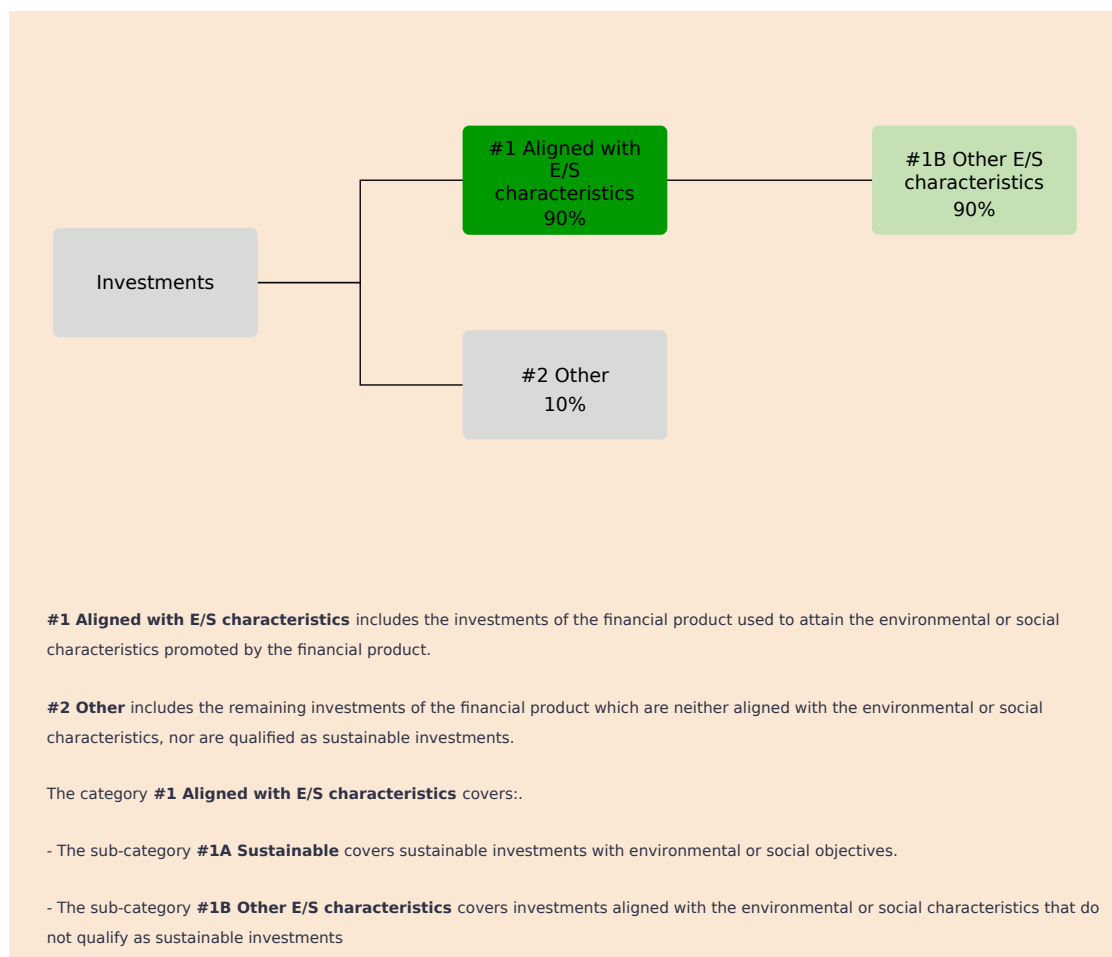 #1 Aligned with
E/S
characteristics
90%
#1B Other E/S
characteristics
90%
Investments
#2 Other
10%
#1 Aligned with E/S characteristics includes the investments of the financial product used to attain the environmental or social
characteristics promoted by the financial product.
#2 Other includes the remaining investments of the financial product which are neither aligned with the environmental or social
characteristics, nor are qualified as sustainable investments.
The category #1 Aligned with E/S characteristics covers:.
- The sub-category #1A Sustainable covers sustainable investments with environmental or social objectives.
- The sub-category #1B Other E/S characteristics covers investments aligned with the environmental or social characteristics that do
not qualify as sustainable investments